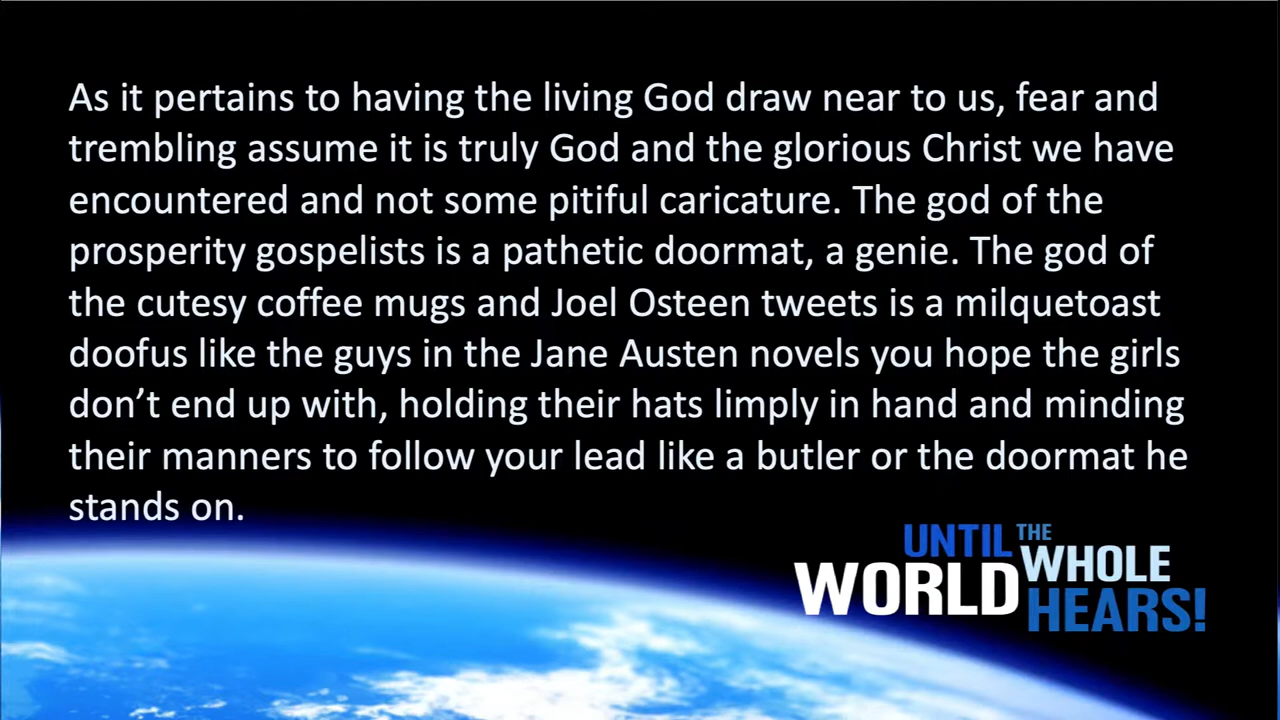 As it pertains to having the living God draw near to us, fear and
trembling assume it is truly God and the glorious Christ we have
encountered and not some pitiful caricature. The god of the
prosperity gospelists is a pathetic doormat, a genie. The god of
the cutesy coffee mugs and Joel Osteen tweets is a milquetoast
doofus like the guys in the Jane Austen novels you hope the girls
don’t end up with, holding their hats limply in hand and minding
their manners to follow your lead like a butler or the doormat he
stands on.
UNTIL THE
WHOLE
WORLD
HEARS!